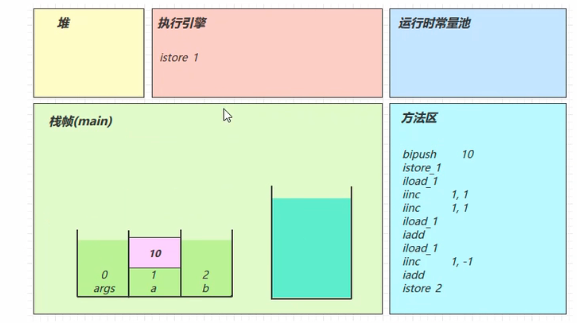 堆
执行引擎
istore 1
运行时常量池
栈帧(main)
10
0
args
1
a
2
b
方法区
bipush 10
istore_1
iload_1
iinc 1, 1
iinc 1, 1
iload_1
iadd
iload_1
iinc 1, -1
iadd
istore 2